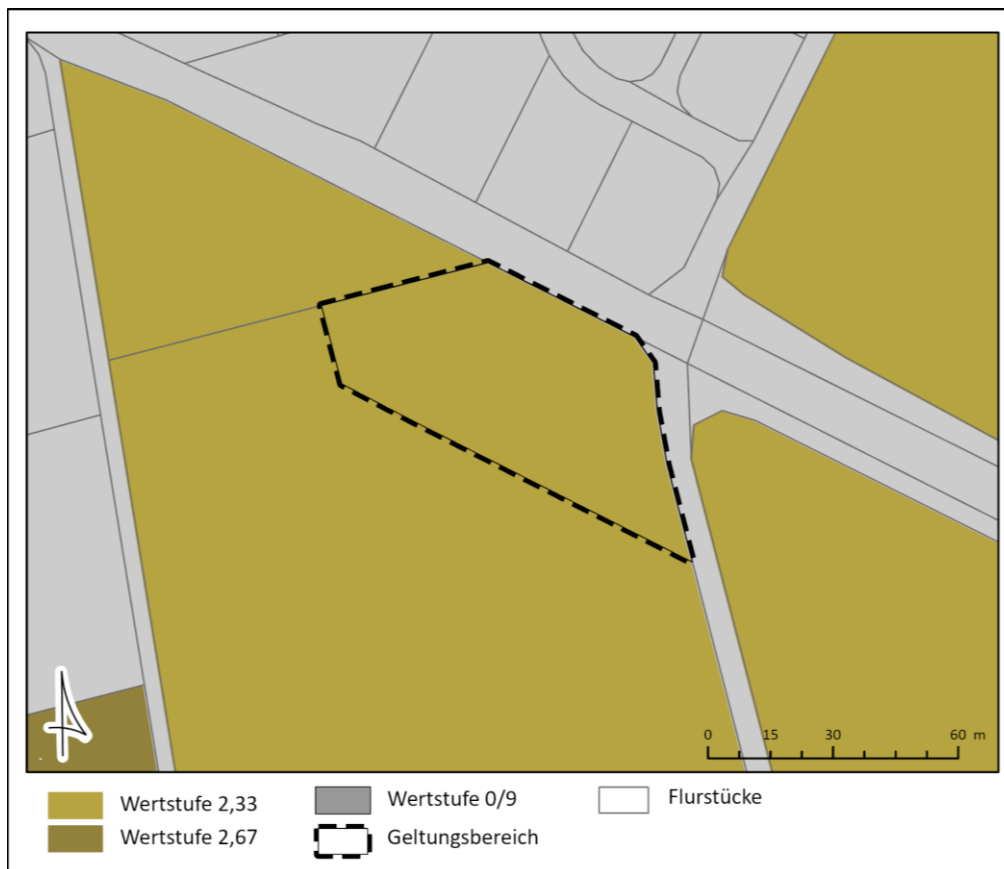 0 15 30 60 m
Wertstufe 2,33
Wertstufe 0/9
Flurstücke
Wertstufe 2,67
Geltungsbereich